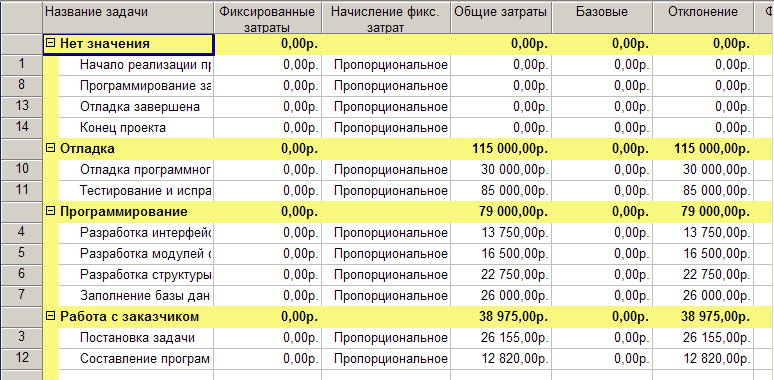 Название задачи Фиксированные затраты Начисление фикс. затрат Общие затраты Базовые Отклонение Ф
Нет значения 0,00р. 0,00р. 0,00р. 0,00р.
1 Начало реализации пр 0,00р. Пропорциональное 0,00р. 0,00р. 0,00р.
8 Программирование за 0,00р. Пропорциональное 0,00р. 0,00р. 0,00р.
13 Отладка завершена 0,00р. Пропорциональное 0,00р. 0,00р. 0,00р.
14 Конец проекта 0,00р. Пропорциональное 0,00р. 0,00р. 0,00р.
Отладка 0,00р. 115 000,00р. 0,00р. 115 000,00р.
10 Отладка программног 0,00р. Пропорциональное 30 000,00р. 0,00р. 30 000,00р.
11 Тестирование и испра 0,00р. Пропорциональное 85 000,00р. 0,00р. 85 000,00р.
Программирование 0,00р. 79 000,00р. 0,00р. 79 000,00р.
4 Разработка интерфейс 0,00р. Пропорциональное 13 750,00р. 0,00р. 13 750,00р.
5 Разработка модулей с 0,00р. Пропорциональное 16 500,00р. 0,00р. 16 500,00р.
6 Разработка структуры 0,00р. Пропорциональное 22 750,00р. 0,00р. 22 750,00р.
7 Заполнение базы дан 0,00р. Пропорциональное 26 000,00р. 0,00р. 26 000,00р.
Работа с заказчиком 0,00р. 38 975,00р. 0,00р. 38 975,00р.
3 Постановка задачи 0,00р. Пропорциональное 26 155,00р. 0,00р. 26 155,00р.
12 Составление програм 0,00р. Пропорциональное 12 820,00р. 0,00р. 12 820,00р.